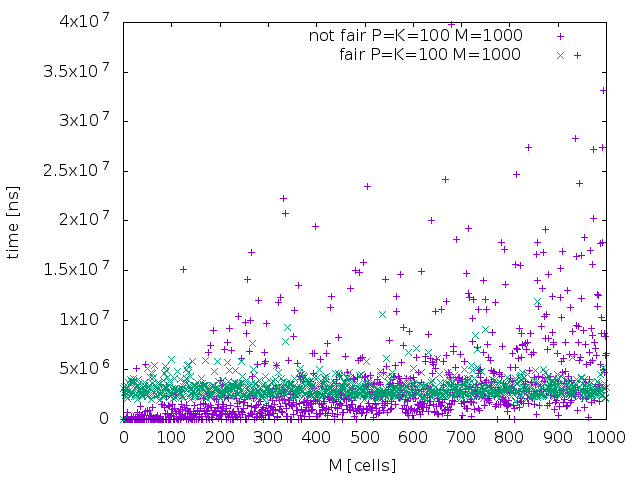 not fair P=K=100 M=1000
fair P=K=100 M=1000
4x10^7
3.5x10^7
3x10^7
2.5x10^7
2x10^7
1.5x10^7
1x10^7
5x10^6
0
time [ns]
0 100 200 300 400 500 600 700 800 900 1000
M [cells]